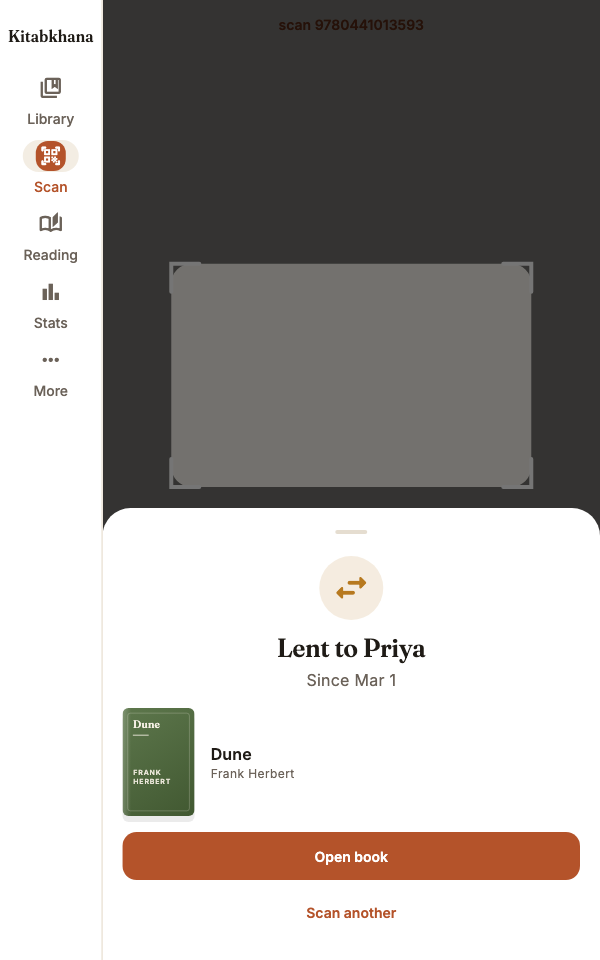 Kitabkhana
Library
Scan
Reading
Stats
More
scan 9780441013593
Lent to Priya
Since Mar 1
Dune
FRANK
HERBERT
Dune
Frank Herbert
Open book
Scan another